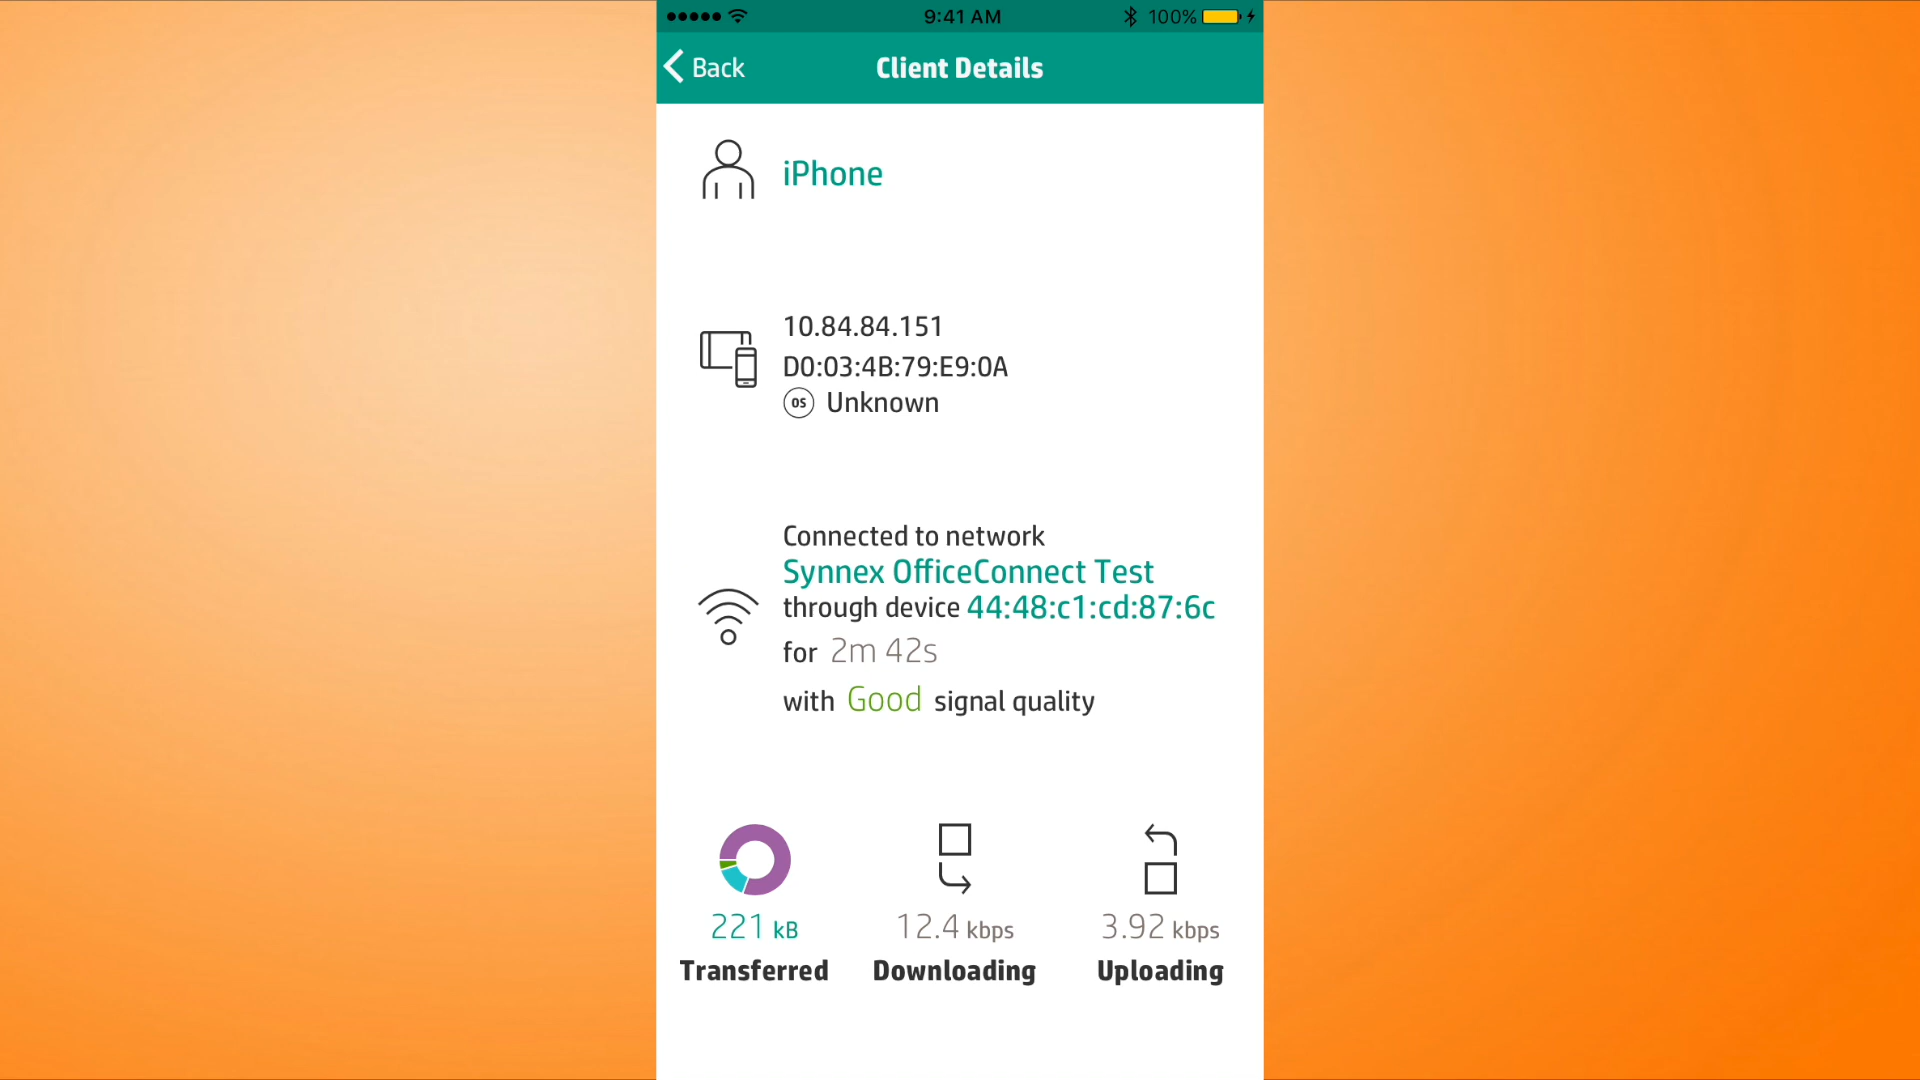 9:41 AM 100%
Back Client Details
iPhone
10.84.84.151
D0:03:4B:79:E9:0A
OS Unknown
Connected to network
Synnex OfficeConnect Test
through device 44:48:c1:cd:87:6c
for 2m 42s
with Good signal quality
221 kB 12.4 kbps 3.92 kbps
Transferred Downloading Uploading